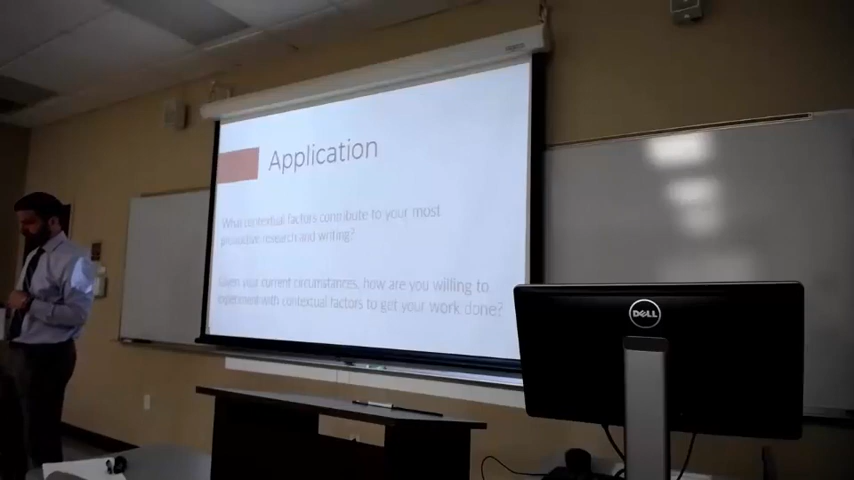 Application
What contextual factors contribute to your most
productive research and writing?
Given your current circumstances, how are you willing to
experiment with contextual factors to get your work done?
DELL